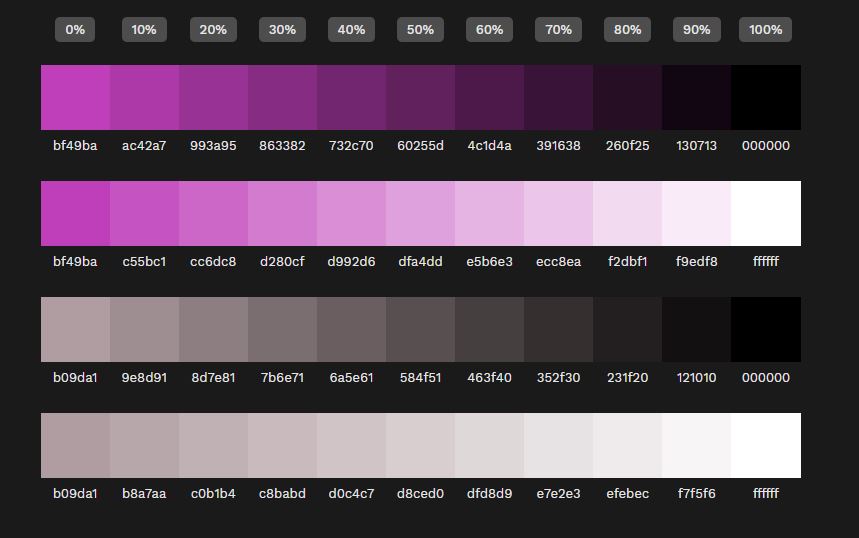 0% 10% 20% 30% 40% 50% 60% 70% 80% 90% 100%
bf49ba ac42a7 993a95 863382 732c70 60255d 4c1d4a 391638 260f25 130713 000000
bf49ba c55bc1 cc6dc8 d280cf d992d6 dfa4dd e5b6e3 ecc8ea f2dbf1 f9edf8 ffffff
b09da1 9e8d91 8d7e81 7b6e71 6a5e61 584f51 463f40 352f30 231f20 121010 000000
b09da1 b8a7aa c0b1b4 c8babd d0c4c7 d8ced0 dfd8d9 e7e2e3 efebec f7f5f6 ffffff